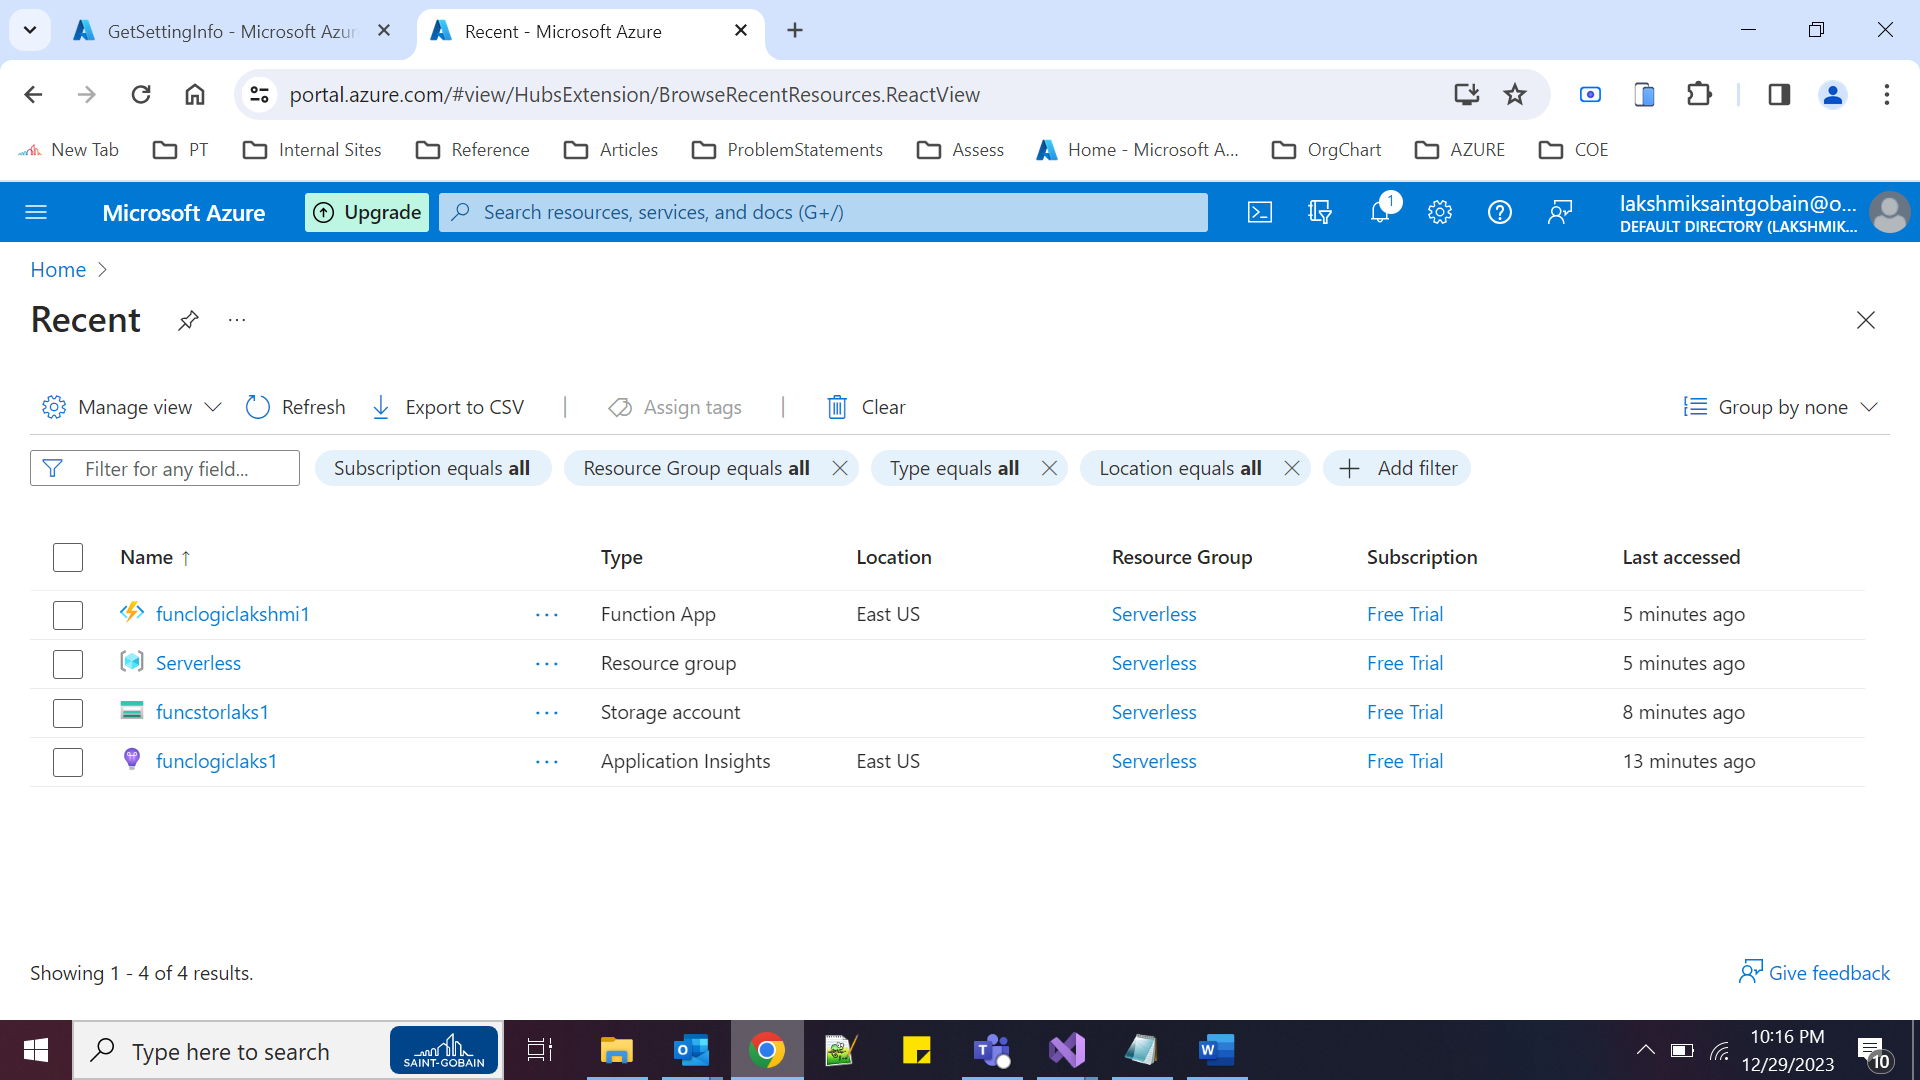 GetSettingInfo - Microsoft Azur
Recent - Microsoft Azure
portal.azure.com/#view/HubsExtension/BrowseRecentResources.ReactView
New Tab PT Internal Sites Reference Articles ProblemStatements Assess Home - Microsoft A... OrgChart AZURE COE
Microsoft Azure Upgrade Search resources, services, and docs (G+/) 1 lakshmiksaintgobain@o...
DEFAULT DIRECTORY (LAKSHMIK...
Home
Recent
Manage view Refresh Export to CSV Assign tags Clear Group by none
Filter for any field... Subscription equals all Resource Group equals all Type equals all Location equals all Add filter
Name ↑ Type Location Resource Group Subscription Last accessed
funclogiclakshmi1 Function App East US Serverless Free Trial 5 minutes ago
Serverless Resource group Serverless Free Trial 5 minutes ago
funcstorlaks1 Storage account Serverless Free Trial 8 minutes ago
funclogiclaks1 Application Insights East US Serverless Free Trial 13 minutes ago
Showing 1 - 4 of 4 results.
Give feedback
Type here to search SAINT-GOBAIN
10:16 PM
12/29/2023
10